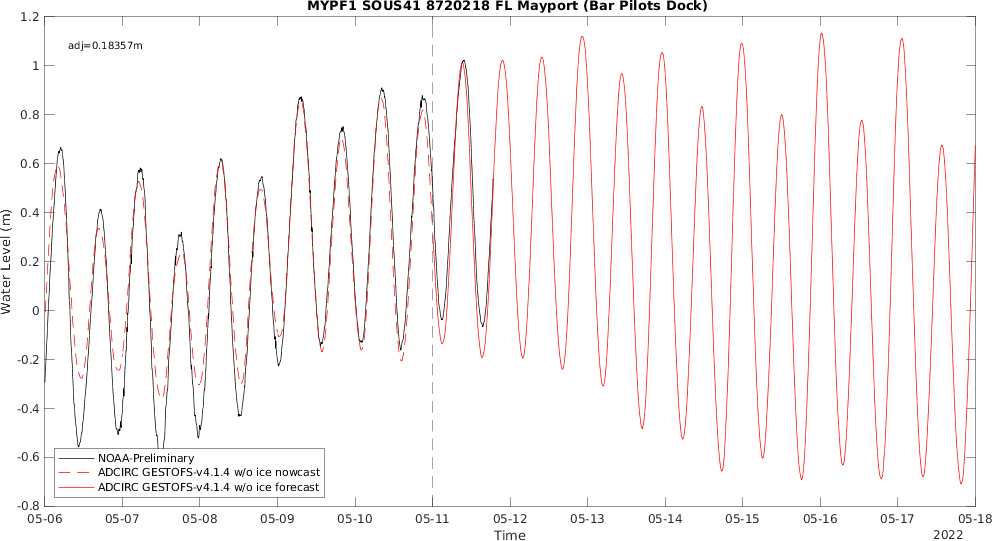 MYPF1 SOUS41 8720218 FL Mayport (Bar Pilots Dock)
adj=0.18357m
1.2
1
0.8
0.6
0.4
0.2
0
-0.2
-0.4
-0.6
-0.8
Water Level (m)
NOAA-Preliminary
ADCIRC GESTOFS-v4.1.4 w/o ice nowcast
ADCIRC GESTOFS-v4.1.4 w/o ice forecast
05-06 05-07 05-08 05-09 05-10 05-11 05-12 05-13 05-14 05-15 05-16 05-17 05-18
Time
2022